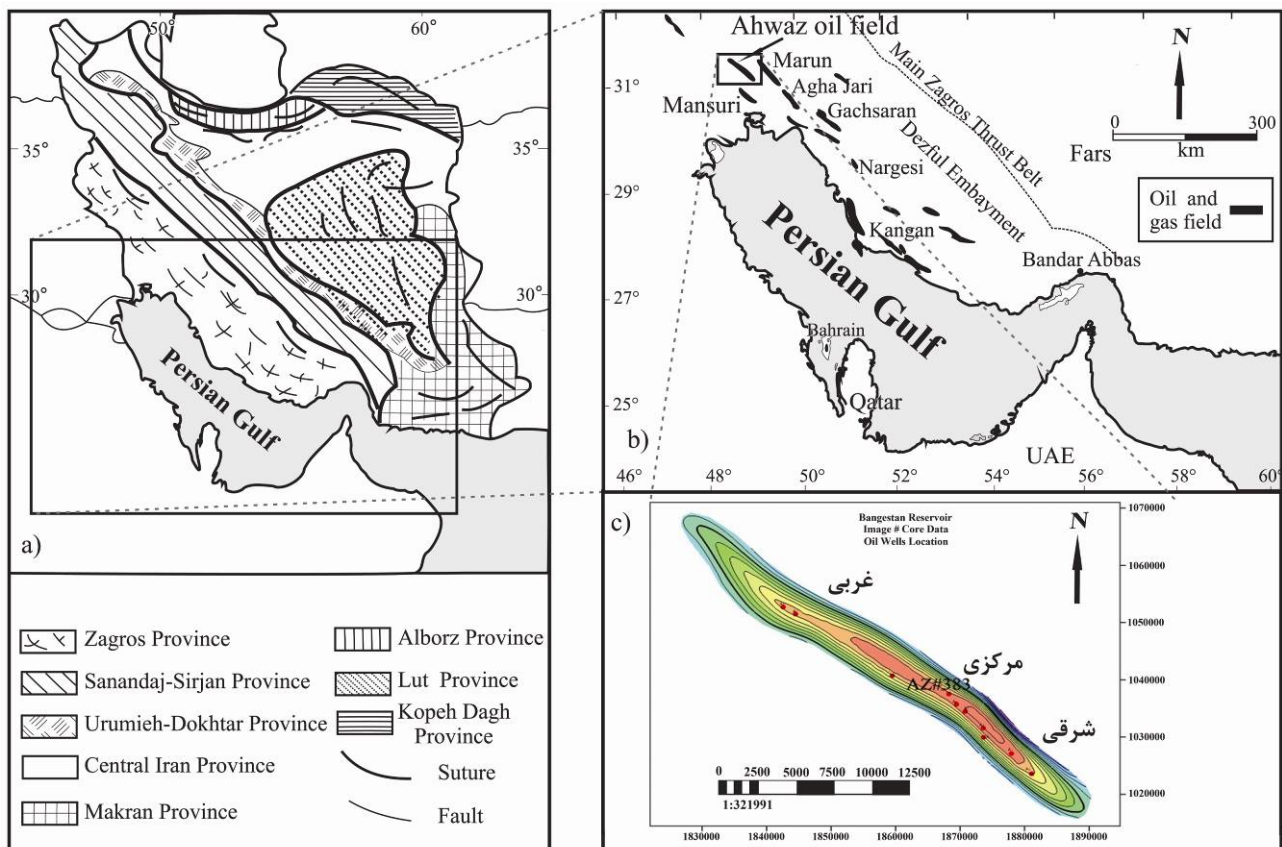 50°
60°
35°
35°
30°
30°
Persian Gulf
a)
Zagros Province
Sanandaj-Sirjan Province
Urumieh-Dokhtar Province
Central Iran Province
Makran Province
Alborz Province
Lut Province
Kopeh Dagh
Province
Suture
Fault
Ahwaz oil field
Marun
Agha Jari
Gachsaran
Mansuri
Nargesi
Kangan
Main Zagros Thrust Belt
Dezful Embayment
Fars
N
0 300
km
Oil and
gas field
Bandar Abbas
Persian Gulf
Bahrain
Qatar
UAE
31°
29°
27°
25°
b)
46° 48° 50° 52° 54° 56° 58° 60°
c)
Bangestan Reservoir
Image # Core Data
Oil Wells Location
N
غربی
مرکزی
AZ#383
شرقی
0 2500 5000 7500 10000 12500
1:321991
1070000
1060000
1050000
1040000
1030000
1020000
1830000 1840000 1850000 1860000 1870000 1880000 1890000